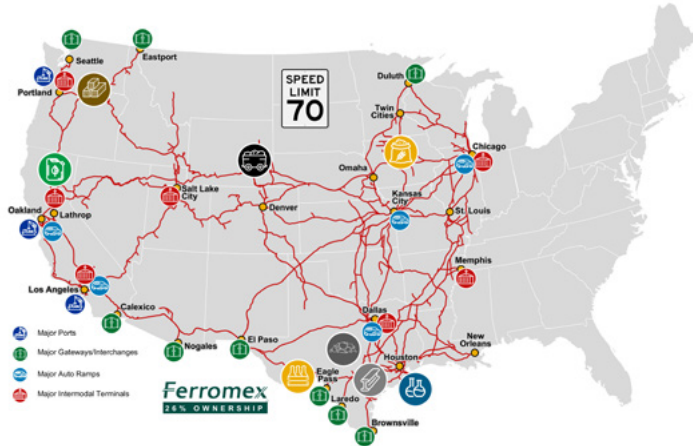 Seattle
Eastport
Portland
SPEED
LIMIT
70
Duluth
Twin
Cities
Chicago
Omaha
Salt Lake
City
Denver
Kansas
City
St. Louis
Oakland
Lathrop
Los Angeles
Calexico
Nogales
El Paso
Dallas
Memphis
New
Orleans
Houston
Eagle
Pass
Laredo
Brownsville
Major Ports
Major Gateways/Interchanges
Major Auto Ramps
Major Intermodal Terminals
Ferromex
26% OWNERSHIP